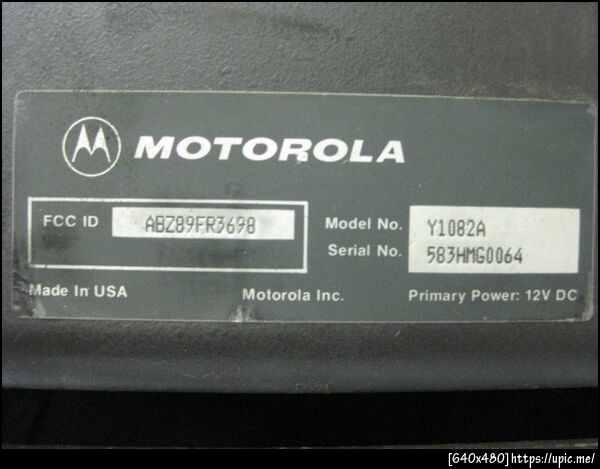 MOTOROLA
FCC ID ABZ89FR3698
Model No. Y1082A
Serial No. 583HMG0064
Made In USA Motorola Inc. Primary Power: 12V DC
[640x480]https://upic.me/